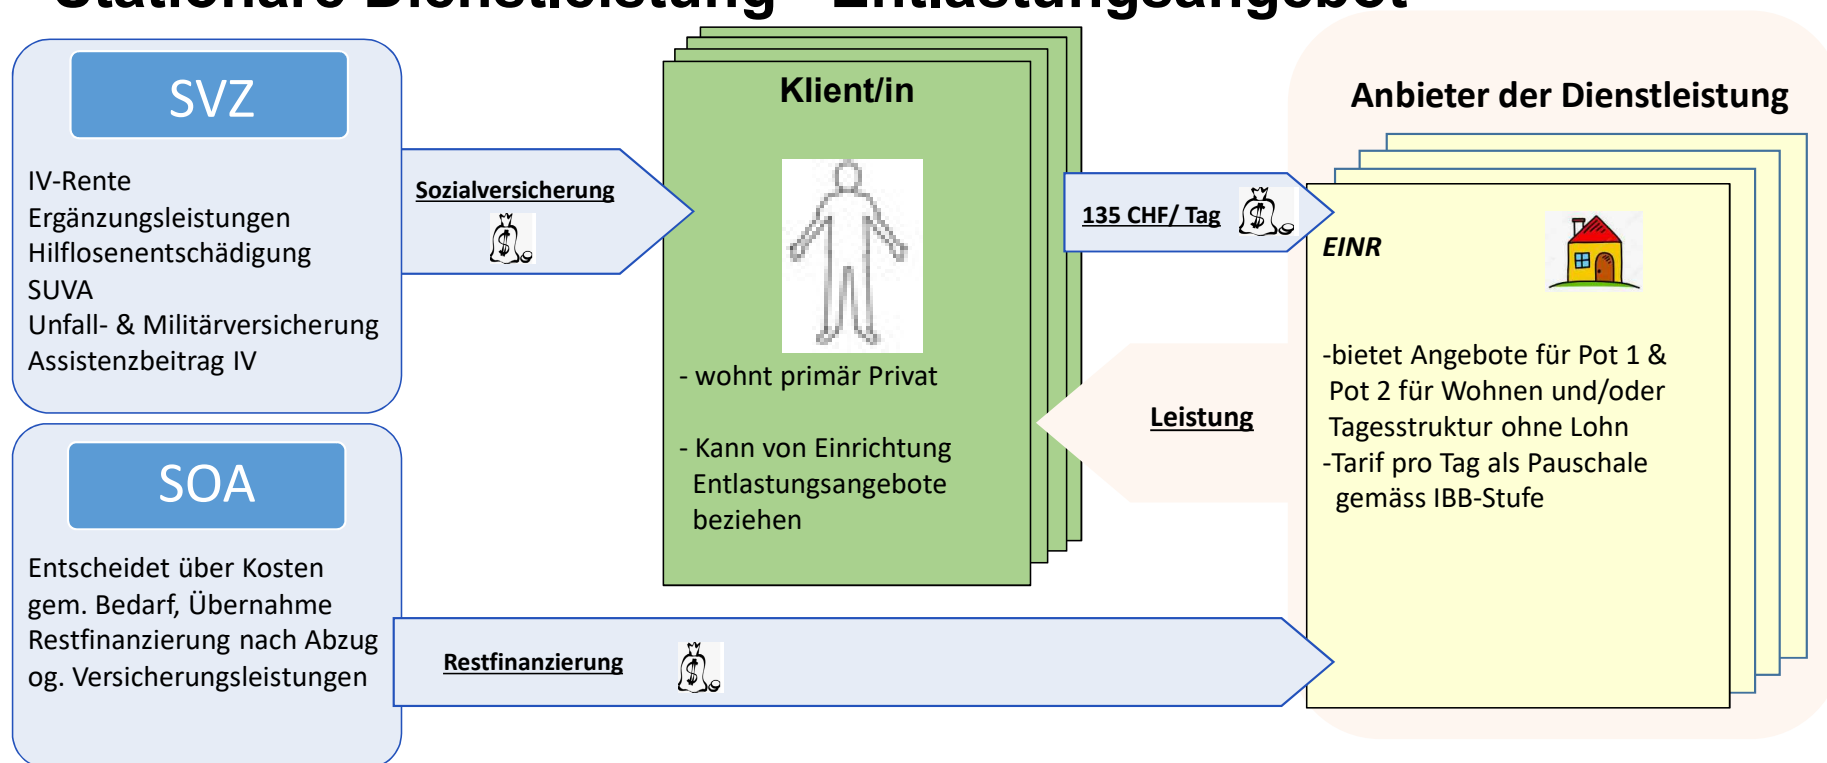 Stationäre Dienstleistung - Entlastungsangebot
SVZ
IV-Rente
Ergänzungsleistungen
Hilflosenentschädigung
SUVA
Unfall- & Militärversicherung
Assistenzbeitrag IV
SOA
Entscheidet über Kosten
gem. Bedarf, Übernahme
Restfinanzierung nach Abzug
og. Versicherungsleistungen
Sozialversicherung
$
Klient/in
- wohnt primär Privat
- Kann von Einrichtung
Entlastungsangebote
beziehen
135 CHF/ Tag
$
Leistung
Restfinanzierung
$
Anbieter der Dienstleistung
EINR
-bietet Angebote für Pot 1 &
Pot 2 für Wohnen und/oder
Tagesstruktur ohne Lohn
-Tarif pro Tag als Pauschale
gemäss IBB-Stufe